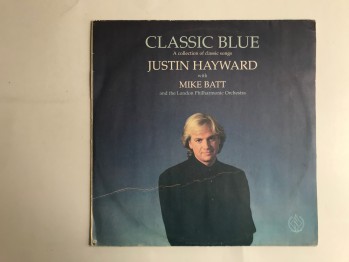 CLASSIC BLUE
A collection of classic songs
JUSTIN HAYWARD
with
MIKE BATT
and the London Philharmonic Orchestra